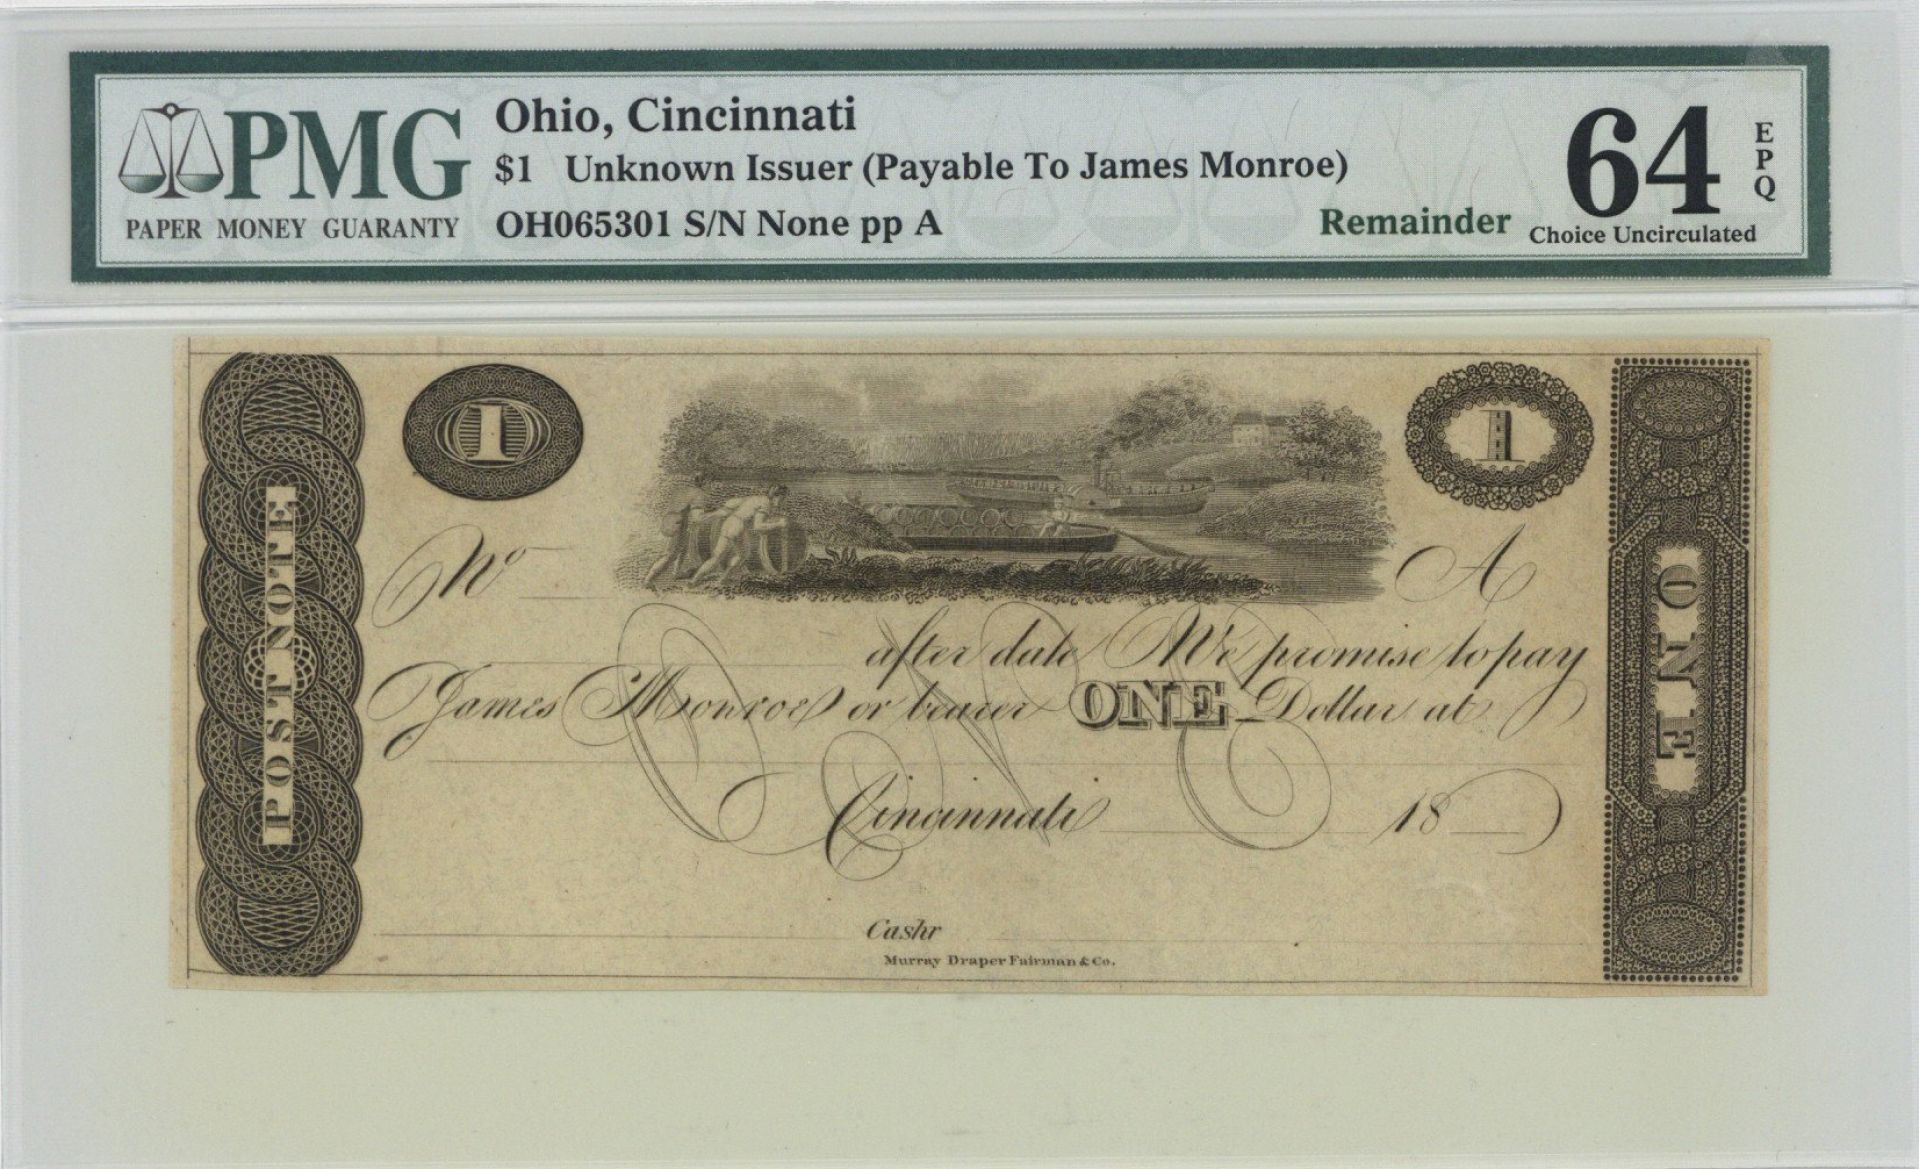 PMG
PAPER MONEY GUARANTY
Ohio, Cincinnati
$1 Unknown Issuer (Payable To James Monroe)
OH065301 S/N None pp A
Remainder
64
EPQ
Choice Uncirculated
POST NOTE
1
1
ONE
No
A
after date We promise to pay
James Monroe or bearer ONE Dollar at
ONE
Cincinnati 18
Cashr
Murray Draper Fairman & Co.